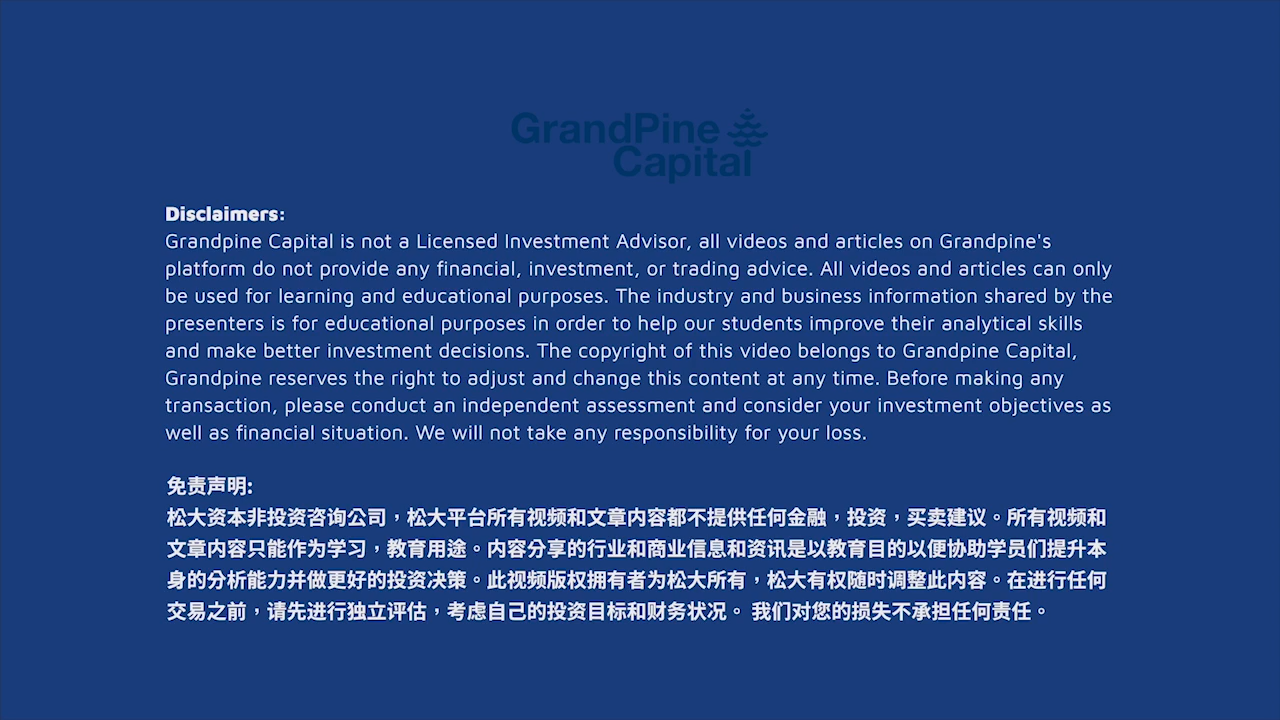 GrandPine
Capital
Disclaimers:
Grandpine Capital is not a Licensed Investment Advisor, all videos and articles on Grandpine's
platform do not provide any financial, investment, or trading advice. All videos and articles can only
be used for learning and educational purposes. The industry and business information shared by the
presenters is for educational purposes in order to help our students improve their analytical skills
and make better investment decisions. The copyright of this video belongs to Grandpine Capital,
Grandpine reserves the right to adjust and change this content at any time. Before making any
transaction, please conduct an independent assessment and consider your investment objectives as
well as financial situation. We will not take any responsibility for your loss.
免责声明:
松大资本非投资咨询公司，松大平台所有视频和文章内容都不提供任何金融，投资，买卖建议。所有视频和
文章内容只能作为学习，教育用途。内容分享的行业和商业信息和资讯是以教育目的以便协助学员们提升本
身的分析能力并做更好的投资决策。此视频版权拥有者为松大所有，松大有权随时调整此内容。在进行任何
交易之前，请先进行独立评估，考虑自己的投资目标和财务状况。 我们对您的损失不承担任何责任。